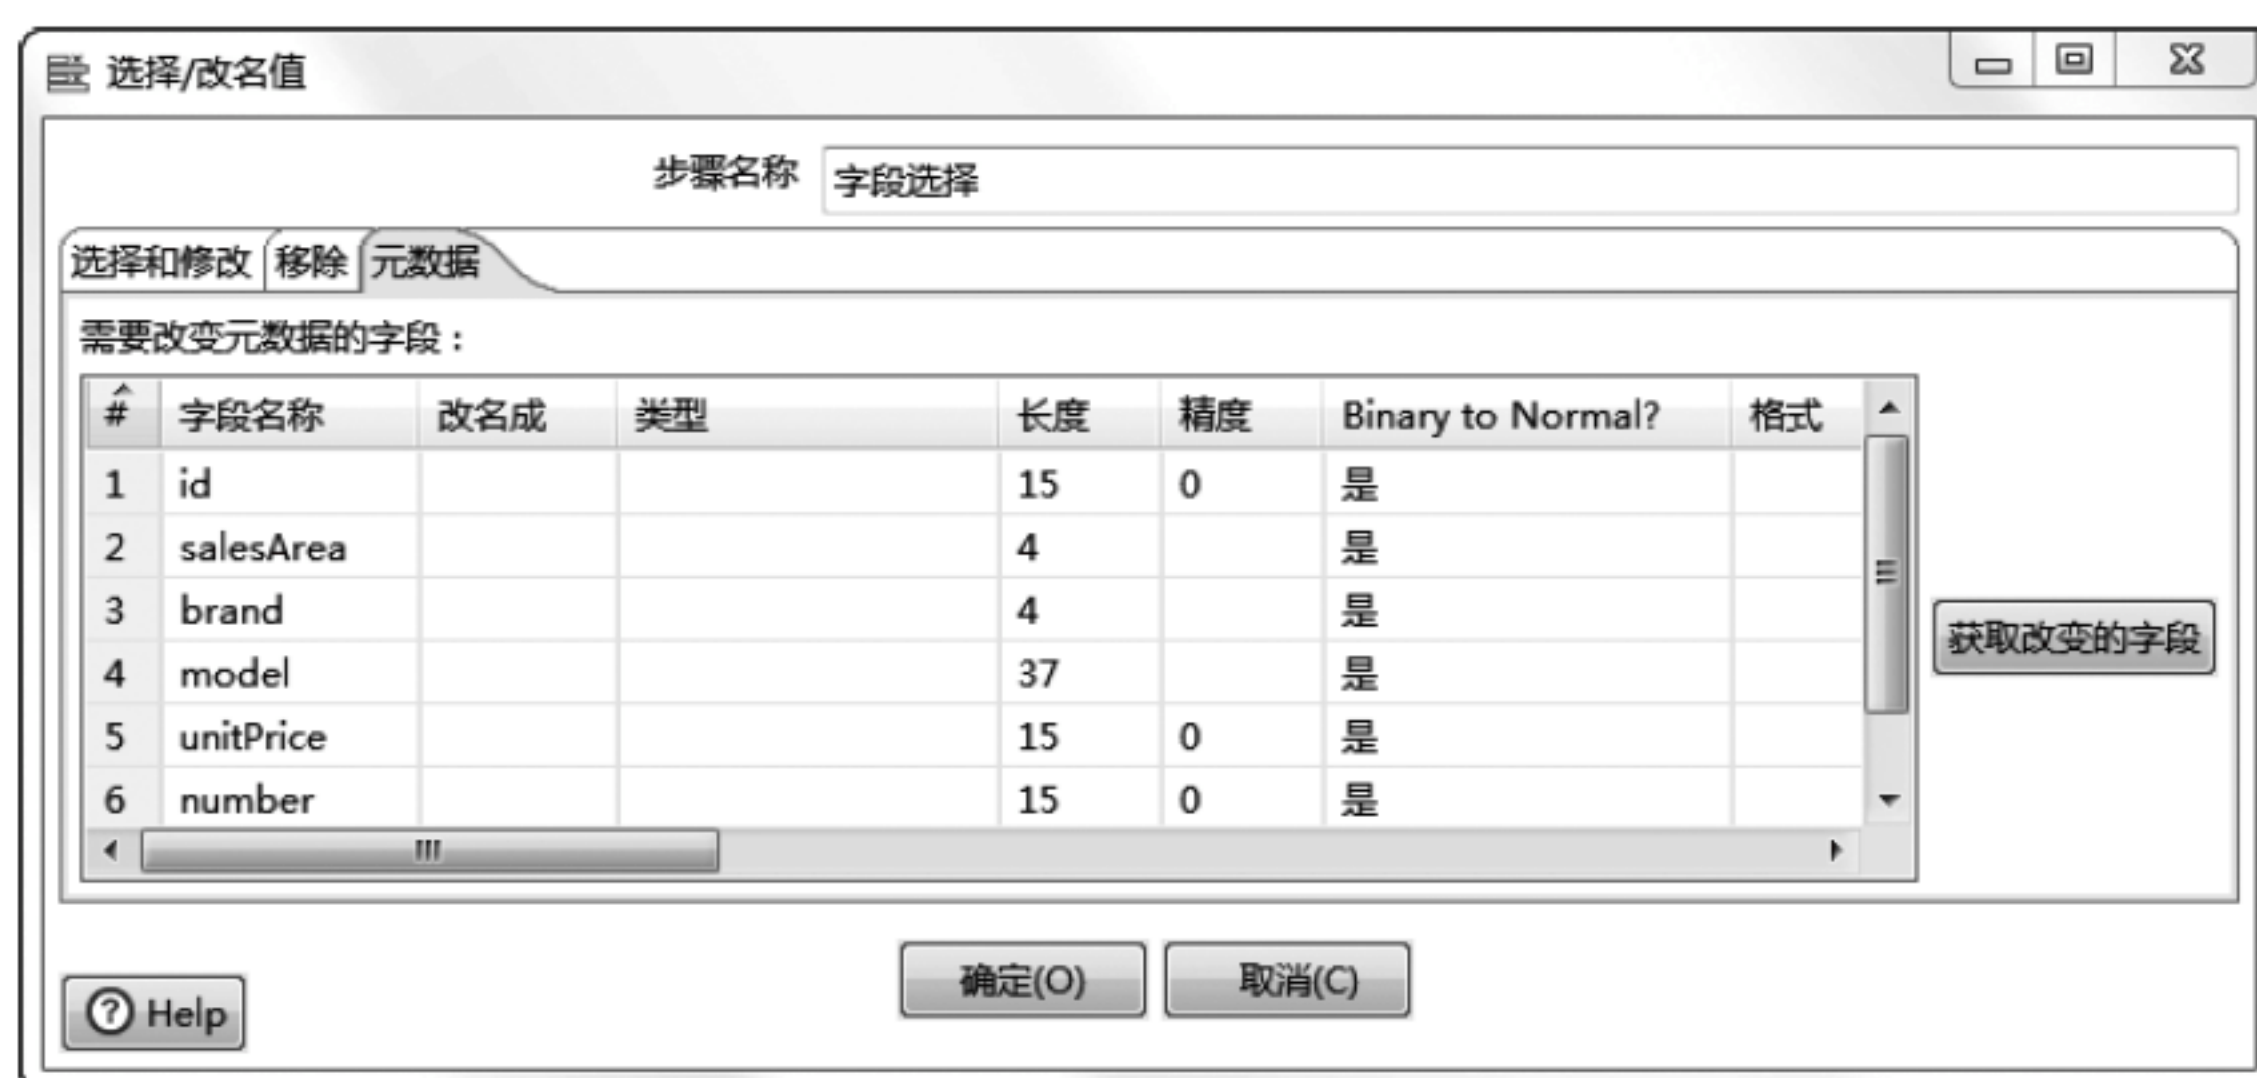 选择/改名值
步骤名称 字段选择
选择和修改 移除 元数据
需要改变元数据的字段：
# 字段名称 改名成 类型 长度 精度 Binary to Normal? 格式
1 id 15 0 是
2 salesArea 4 是
3 brand 4 是
4 model 37 是
5 unitPrice 15 0 是
6 number 15 0 是
获取改变的字段
确定(O) 取消(C)
Help